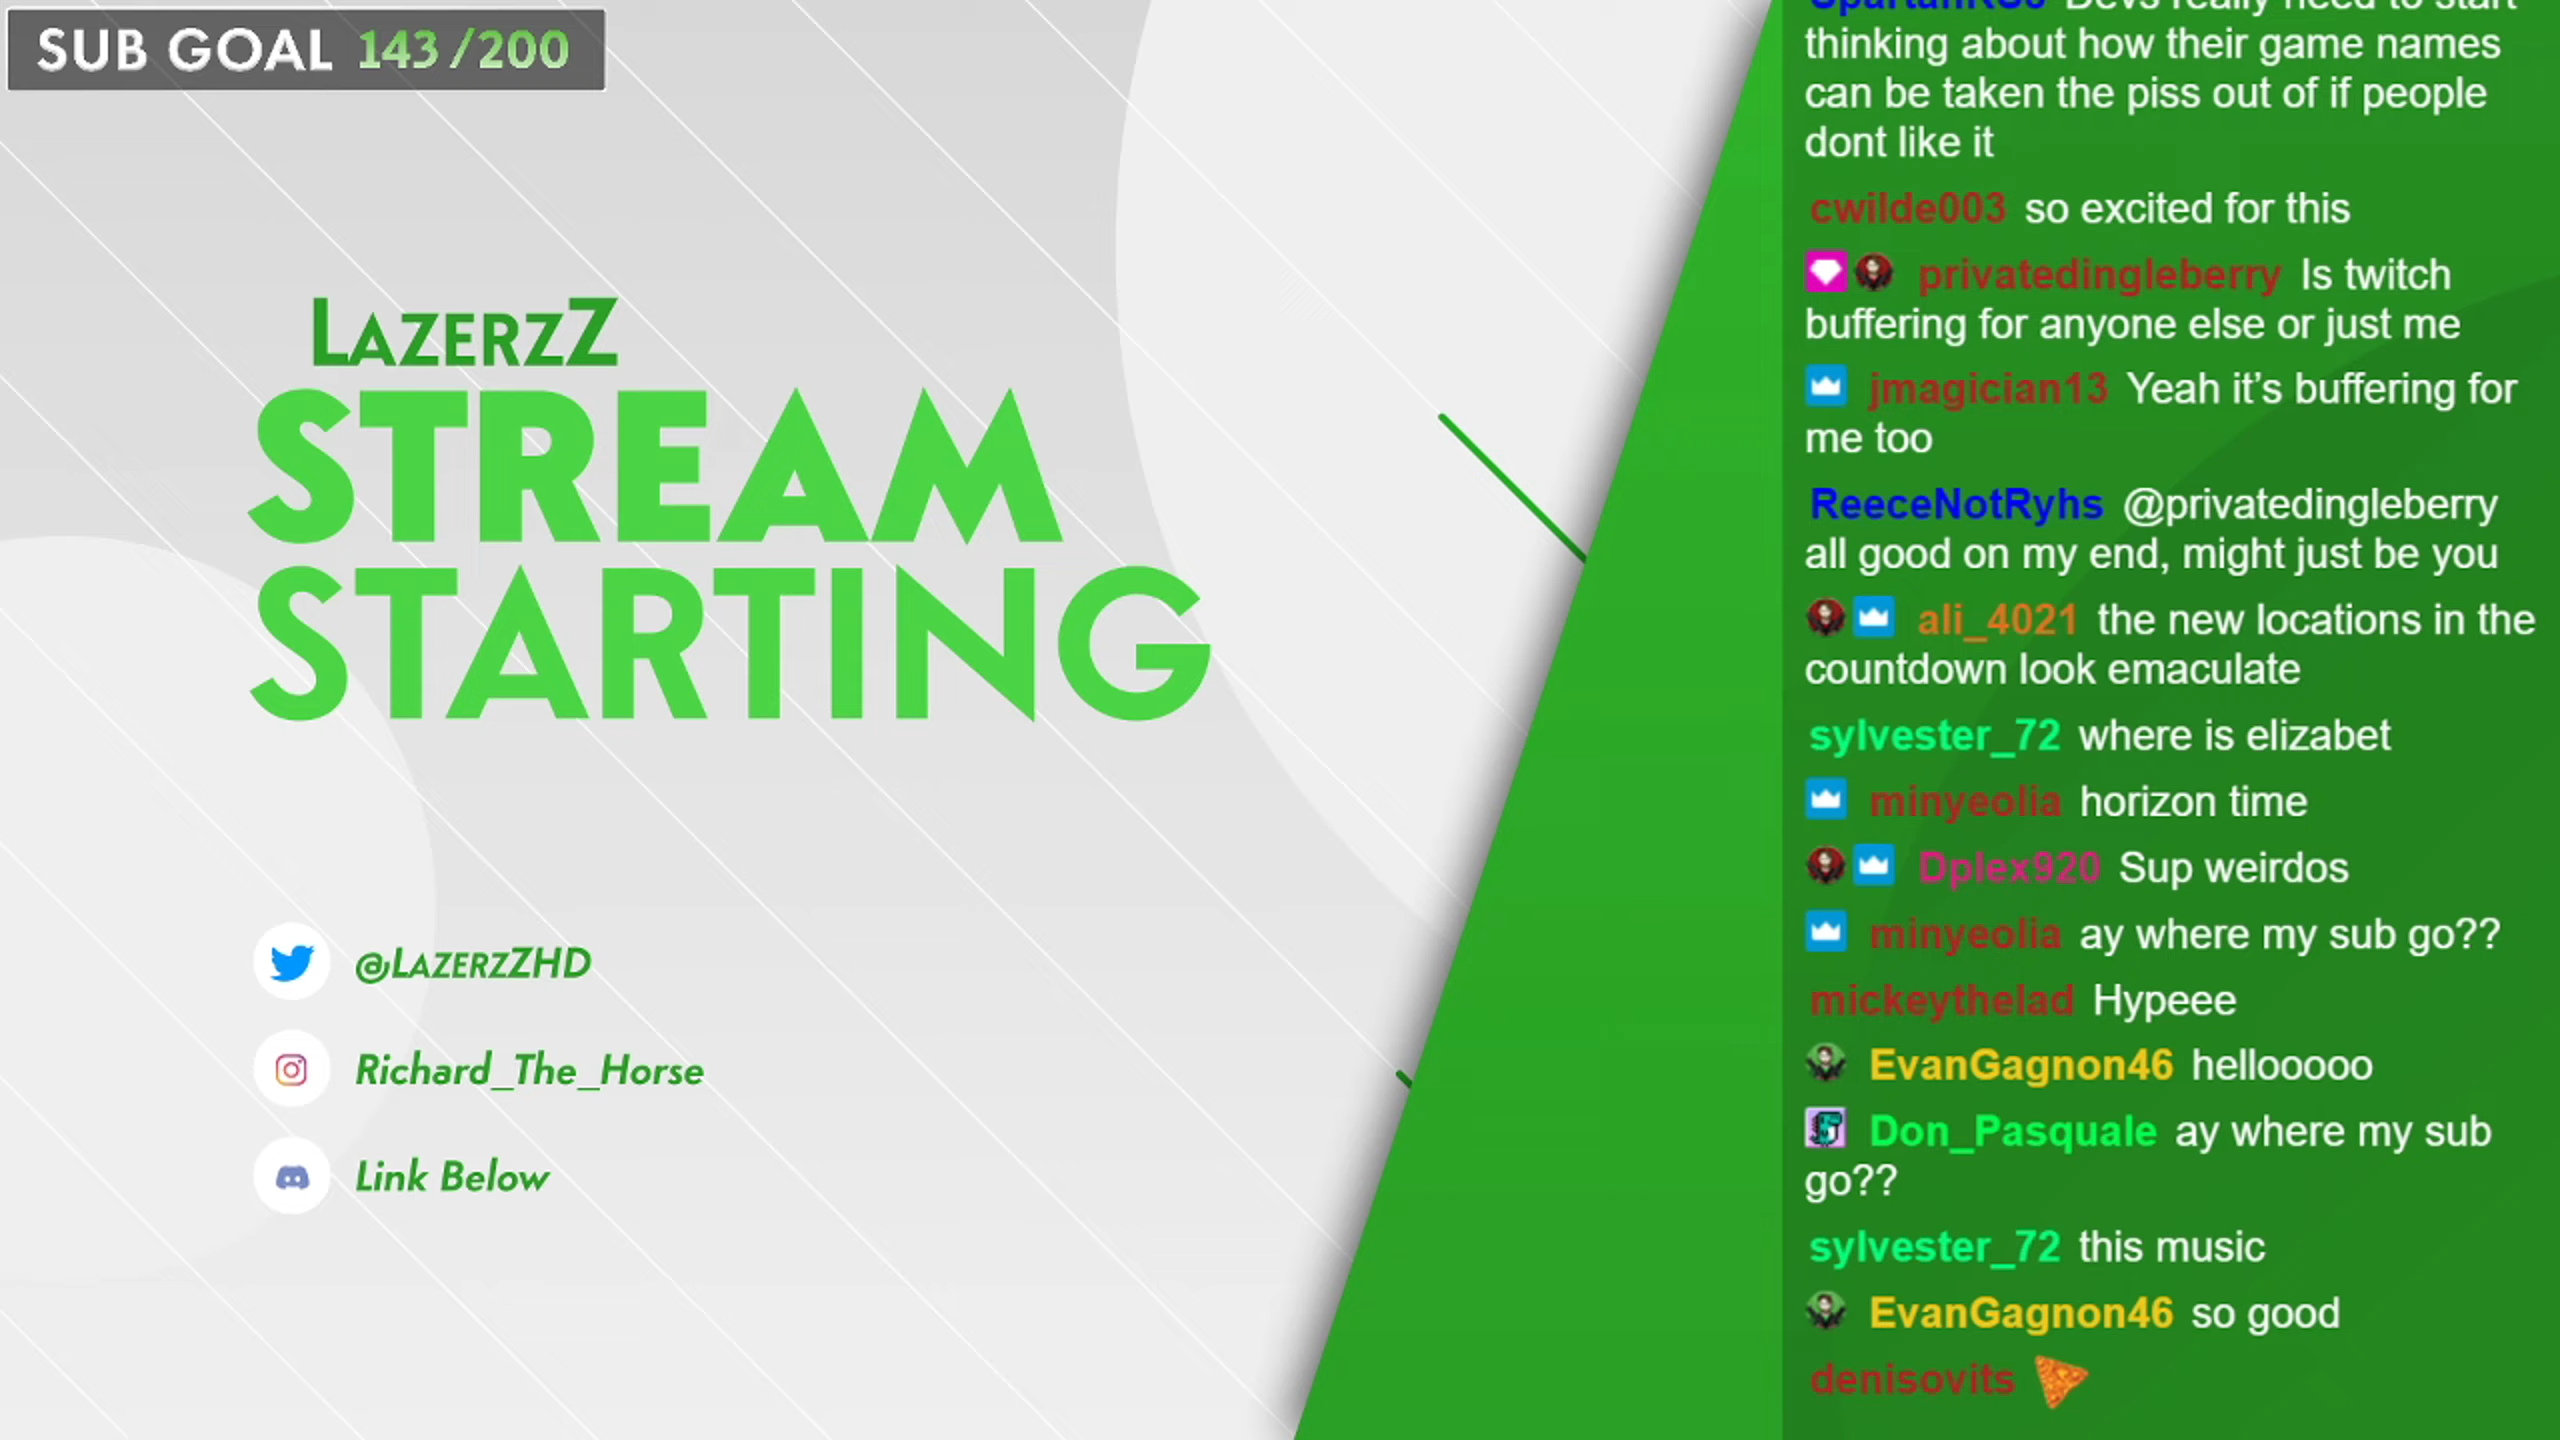 SUB GOAL 143/200
LAZERZZ
STREAM
STARTING
@LAZERZZHD
Richard_The_Horse
Link Below
Devs really need to start
thinking about how their game names
can be taken the piss out of if people
dont like it
cwilde003 so excited for this
privatedingleberry Is twitch
buffering for anyone else or just me
jmagician13 Yeah it’s buffering for
me too
ReeceNotRyhs @privatedingleberry
all good on my end, might just be you
ali_4021 the new locations in the
countdown look emaculate
sylvester_72 where is elizabet
minyeolia horizon time
Dplex920 Sup weirdos
minyeolia ay where my sub go??
mickeythelad Hypeee
EvanGagnon46 hellooooo
Don_Pasquale ay where my sub
go??
sylvester_72 this music
EvanGagnon46 so good
denisovits